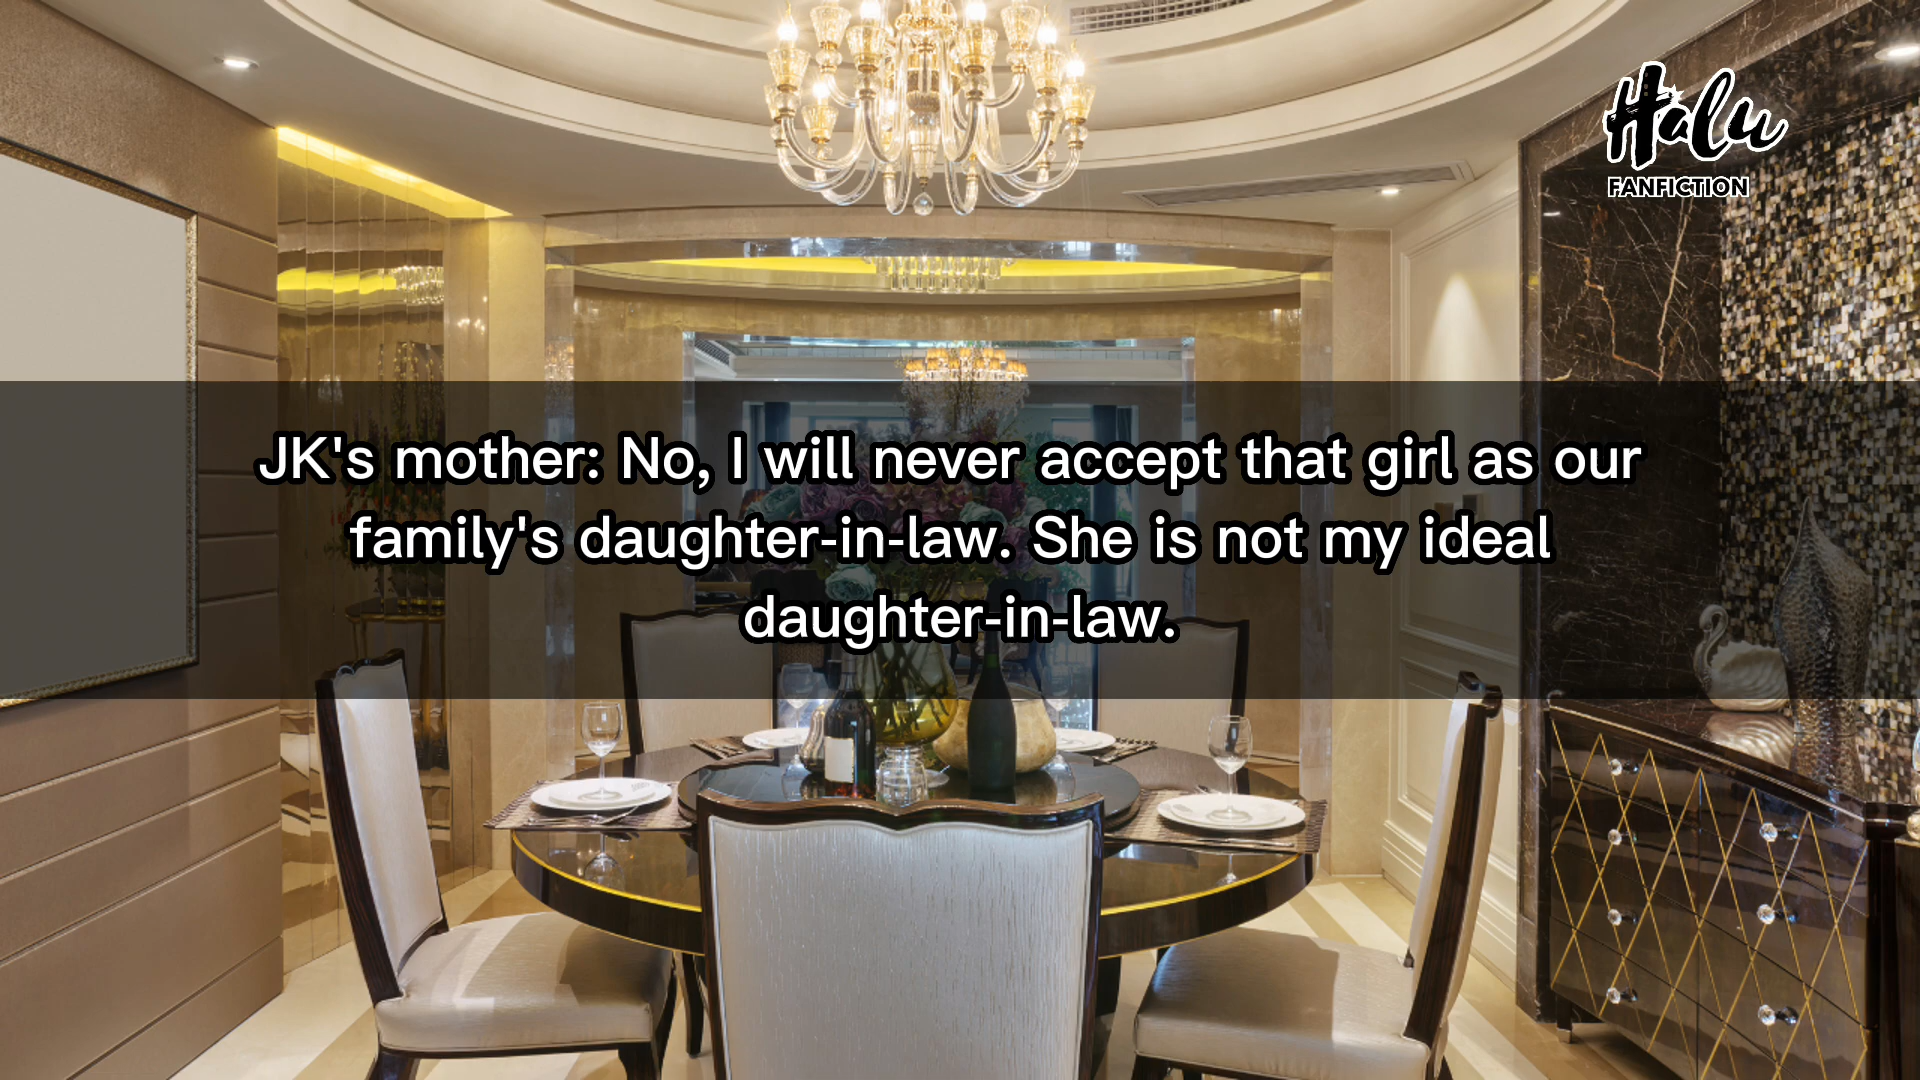 Halu
FANFICTION
JK's mother: No, I will never accept that girl as our
family's daughter-in-law. She is not my ideal
daughter-in-law.